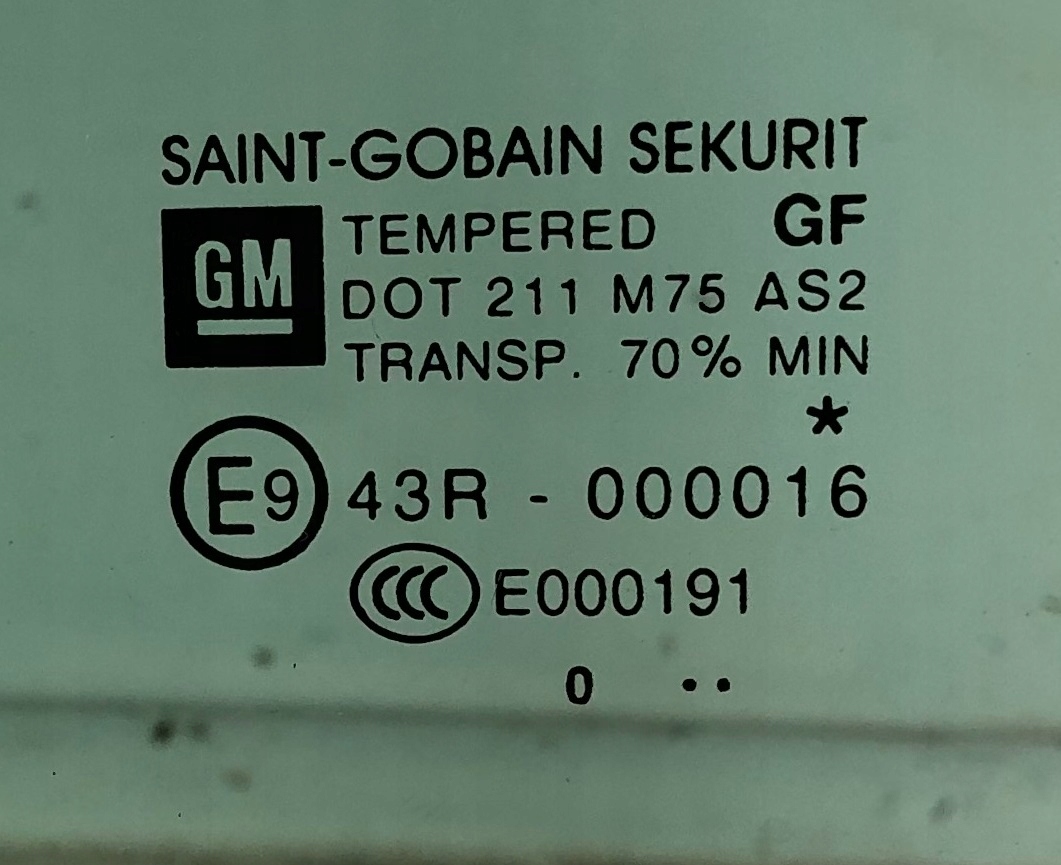 SAINT-GOBAIN SEKURIT
GM
TEMPERED GF
DOT 211 M75 AS2
TRANSP. 70% MIN
*
E9 43R - 000016
CCC E000191
0 ..